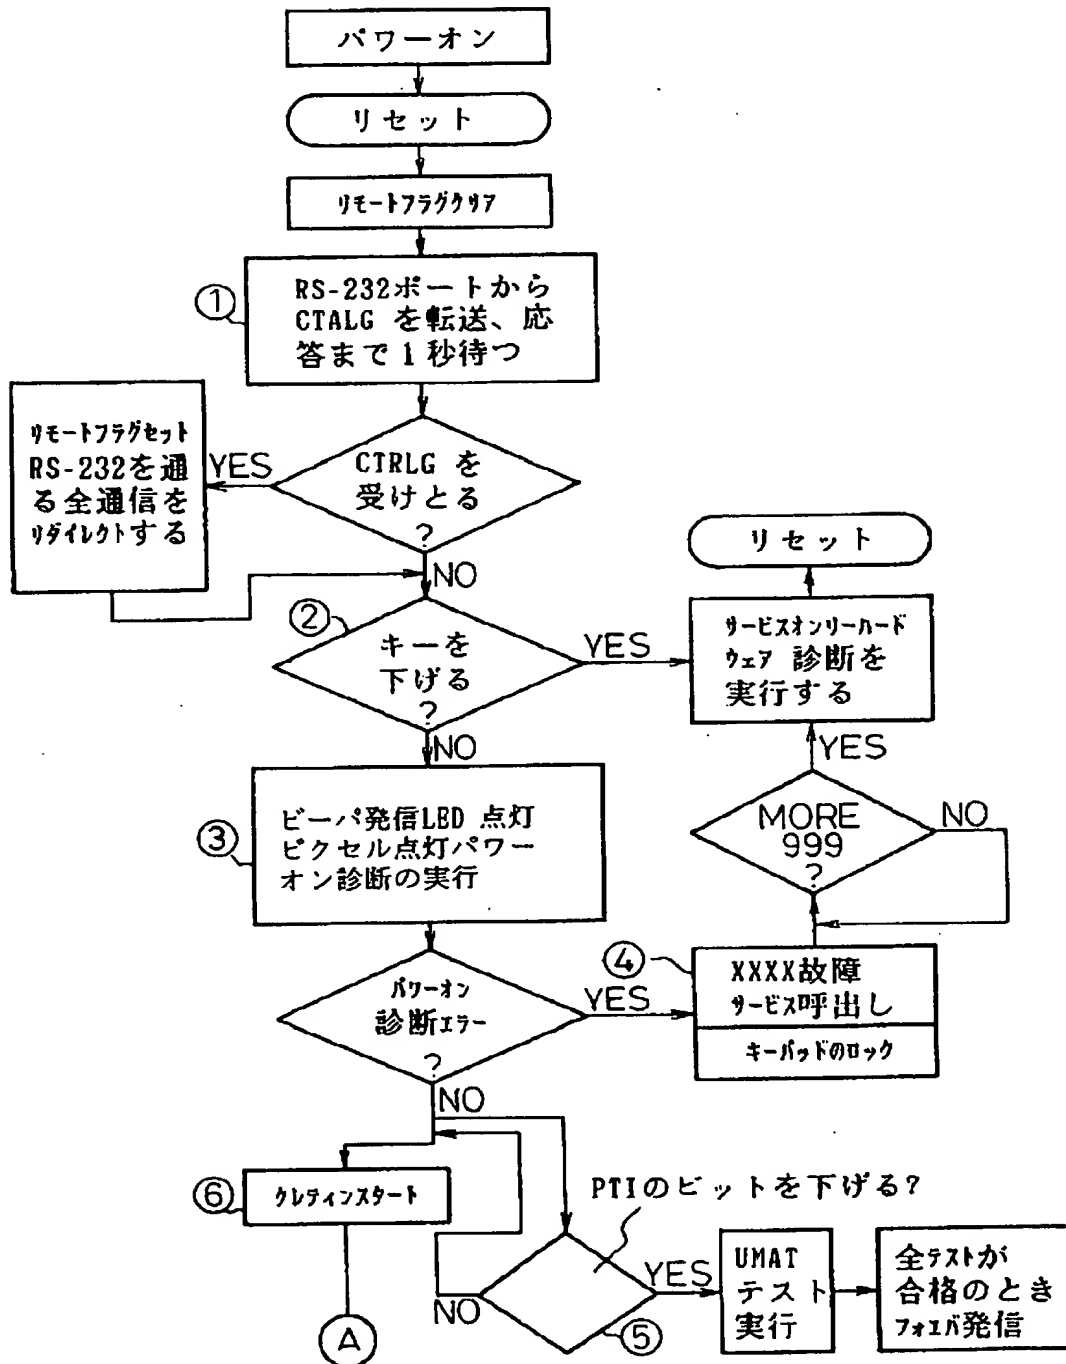 パワーオン
リセット
リモートフラグクリア
①
RS-232ポートから
CTALG を転送、応
答まで1秒待つ
リモートフラグセット
RS-232を通
る全通信を
リダイレクトする
YES
CTRLG を
受けとる
?
NO
リセット
②
キーを
下げる
?
YES
サービスオンリーハード
ウェア 診断を
実行する
NO
YES
③
ビーパ発信LED 点灯
ピクセル点灯パワー
オン診断の実行
MORE
999
?
NO
パワーオン
診断エラー
?
YES
④
XXXX故障
サービス呼出し
キーパッドのロック
NO
⑥
クレティンスタート
PTIのビットを下げる?
NO
YES
⑤
UMAT
テスト
実行
全テストが
合格のとき
フォエバ発信
A